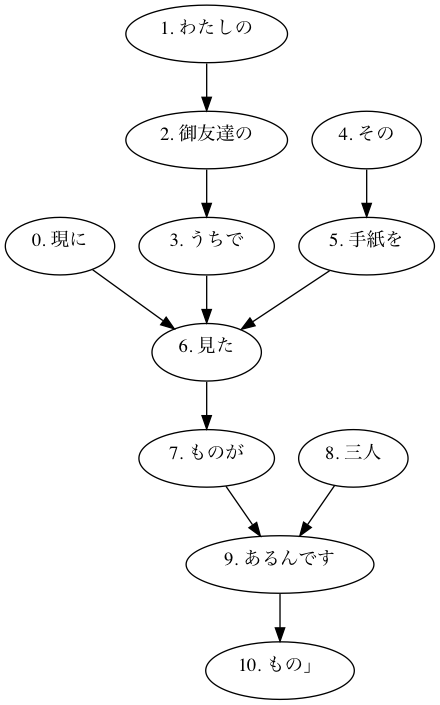 1. わたしの
2. 御友達の
4. その
0. 現に
3. うちで
5. 手紙を
6. 見た
7. ものが
8. 三人
9. あるんです
10. もの」